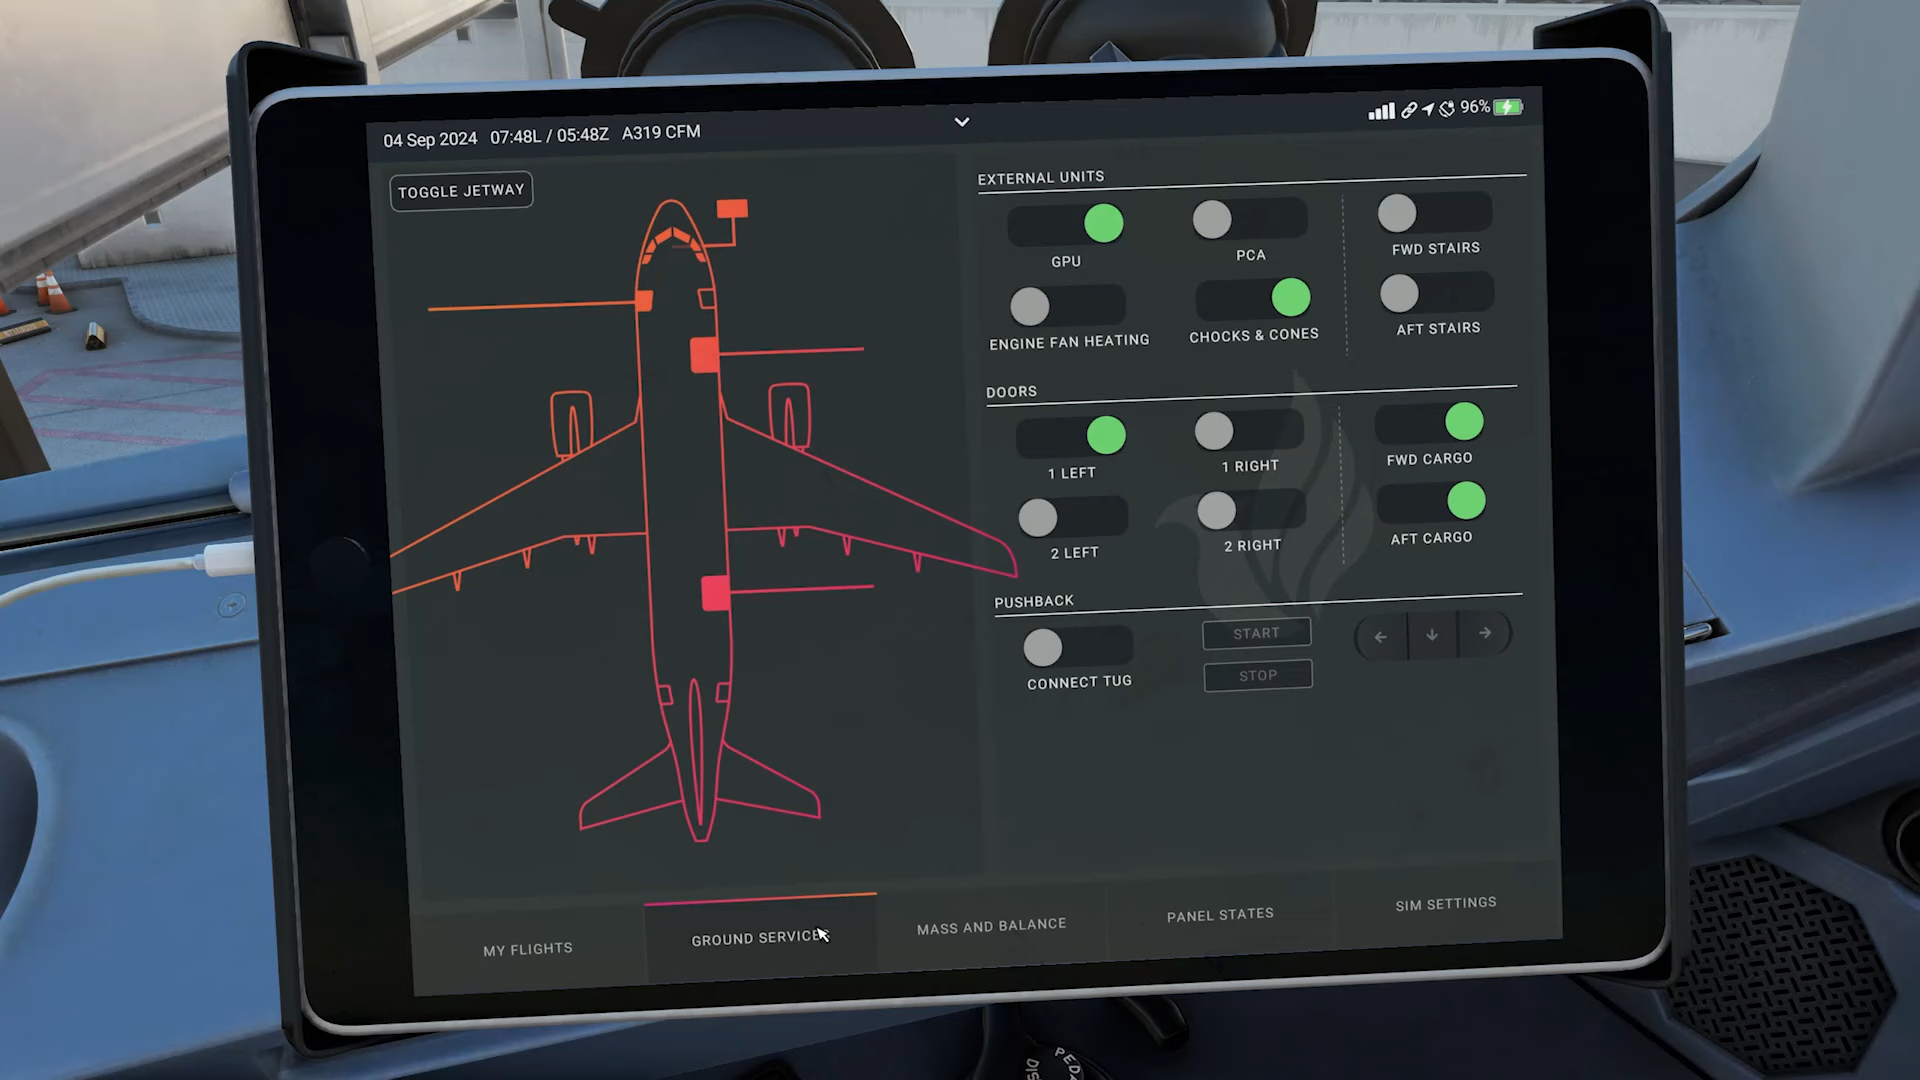 04 Sep 2024 07:48L / 05:48Z A319 CFM
96%
TOGGLE JETWAY
EXTERNAL UNITS
GPU
PCA
FWD STAIRS
ENGINE FAN HEATING
CHOCKS & CONES
AFT STAIRS
DOORS
1 LEFT
1 RIGHT
FWD CARGO
2 LEFT
2 RIGHT
AFT CARGO
PUSHBACK
START
CONNECT TUG
STOP
MY FLIGHTS
GROUND SERVICES
MASS AND BALANCE
PANEL STATES
SIM SETTINGS